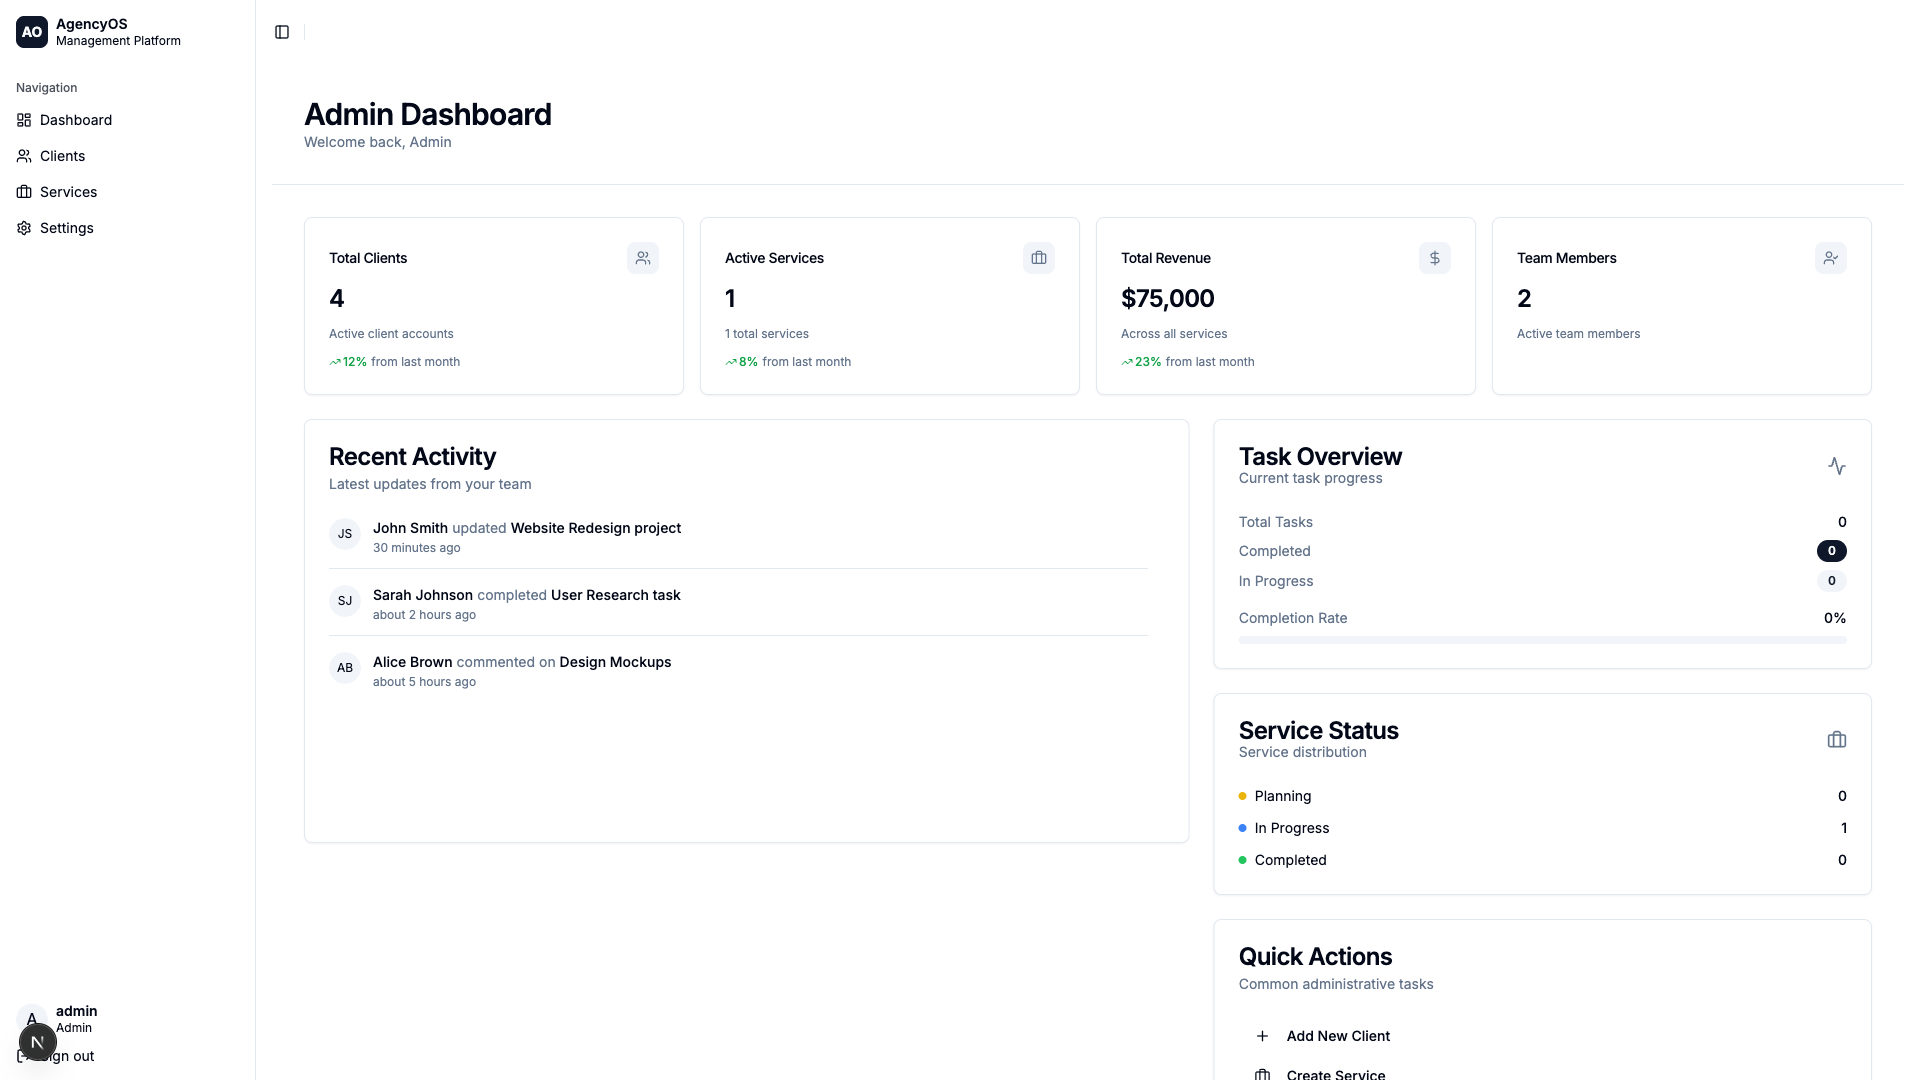 AO
AgencyOS
Management Platform
Navigation
Dashboard
Clients
Services
Settings
A
admin
Admin
N
ign out
Admin Dashboard
Welcome back, Admin
Total Clients
4
Active client accounts
12% from last month
Active Services
1
1 total services
8% from last month
Total Revenue
$
$75,000
Across all services
23% from last month
Team Members
2
Active team members
Recent Activity
Latest updates from your team
JS
John Smith updated Website Redesign project
30 minutes ago
SJ
Sarah Johnson completed User Research task
about 2 hours ago
AB
Alice Brown commented on Design Mockups
about 5 hours ago
Task Overview
Current task progress
Total Tasks 0
Completed 0
In Progress 0
Completion Rate 0%
Service Status
Service distribution
Planning 0
In Progress 1
Completed 0
Quick Actions
Common administrative tasks
Add New Client
Create Service